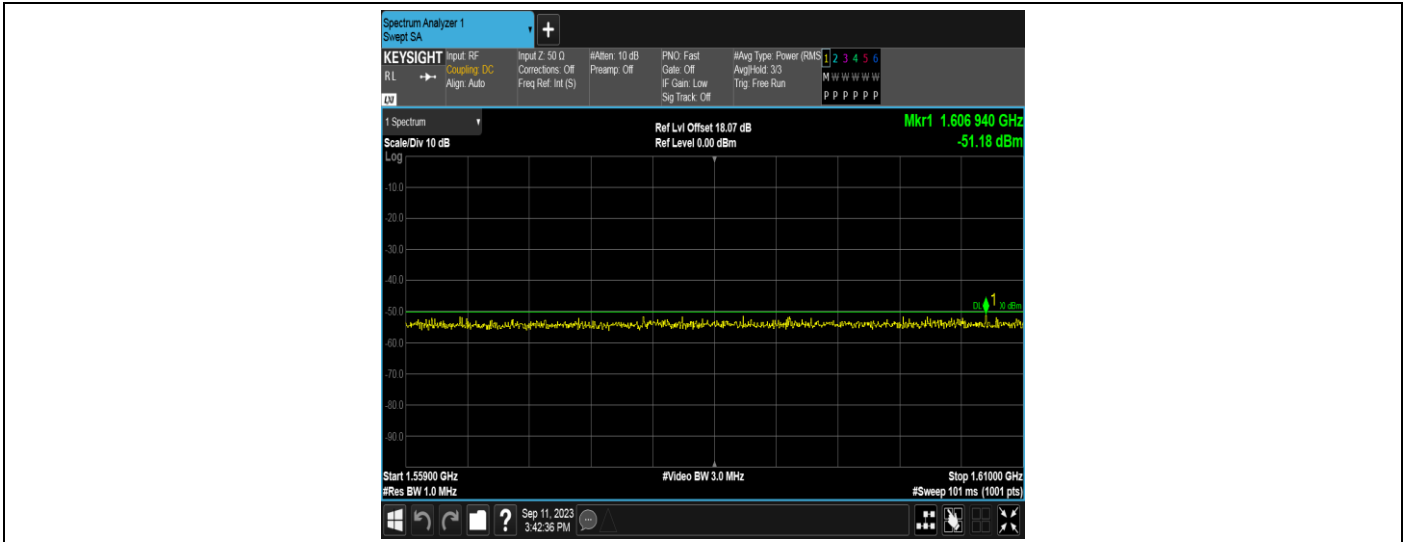 Spectrum Analyzer 1
Swept SA
+
KEYSIGHT
RL
LXI
Input: RF
Coupling: DC
Align: Auto
Input Z: 50 Ω
Corrections: Off
Freq Ref: Int (S)
#Atten: 10 dB
Preamp: Off
PNO: Fast
Gate: Off
IF Gain: Low
Sig Track: Off
#Avg Type: Power (RMS
Avg|Hold: 3/3
Trig: Free Run
1 2 3 4 5 6
M W W W W W
P P P P P P
1 Spectrum
Scale/Div 10 dB
Log
Ref Lvl Offset 18.07 dB
Ref Level 0.00 dBm
Mkr1 1.606 940 GHz
-51.18 dBm
-10.0
-20.0
-30.0
-40.0
-50.0
-60.0
-70.0
-80.0
-90.0
1
dBm
Start 1.55900 GHz
#Res BW 1.0 MHz
#Video BW 3.0 MHz
Stop 1.61000 GHz
#Sweep 101 ms (1001 pts)
?
Sep 11, 2023
3:42:36 PM